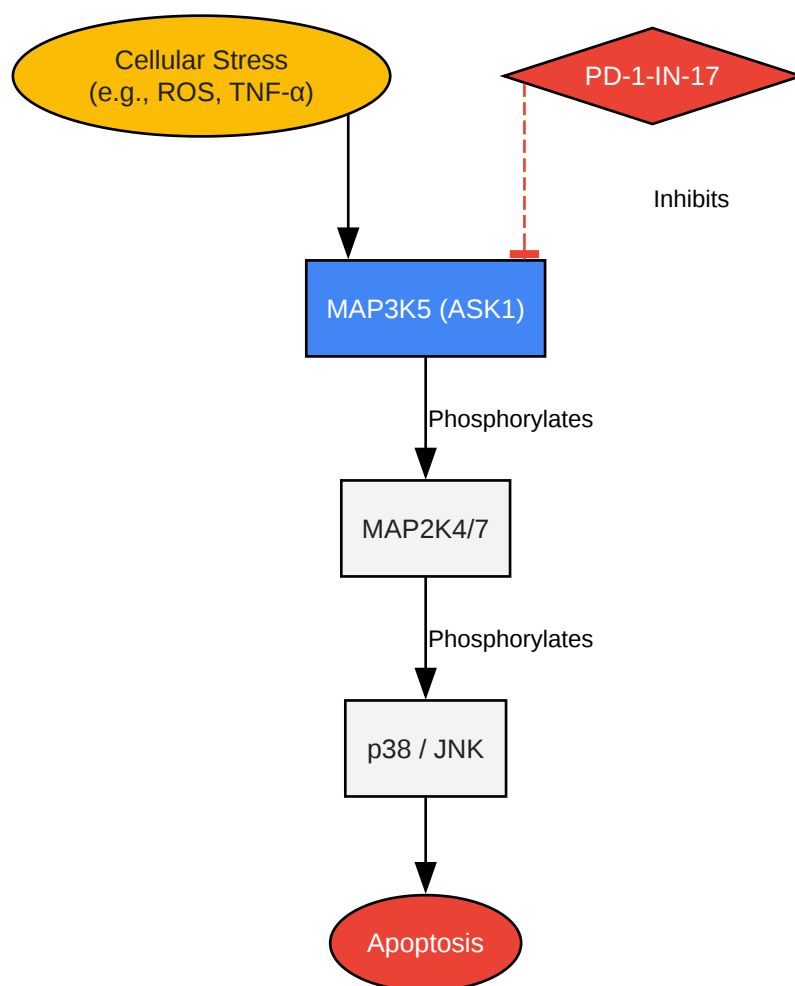 Cellular Stress
(e.g., ROS, TNF-α)
PD-1-IN-17
Inhibits
MAP3K5 (ASK1)
Phosphorylates
MAP2K4/7
Phosphorylates
p38 / JNK
Apoptosis